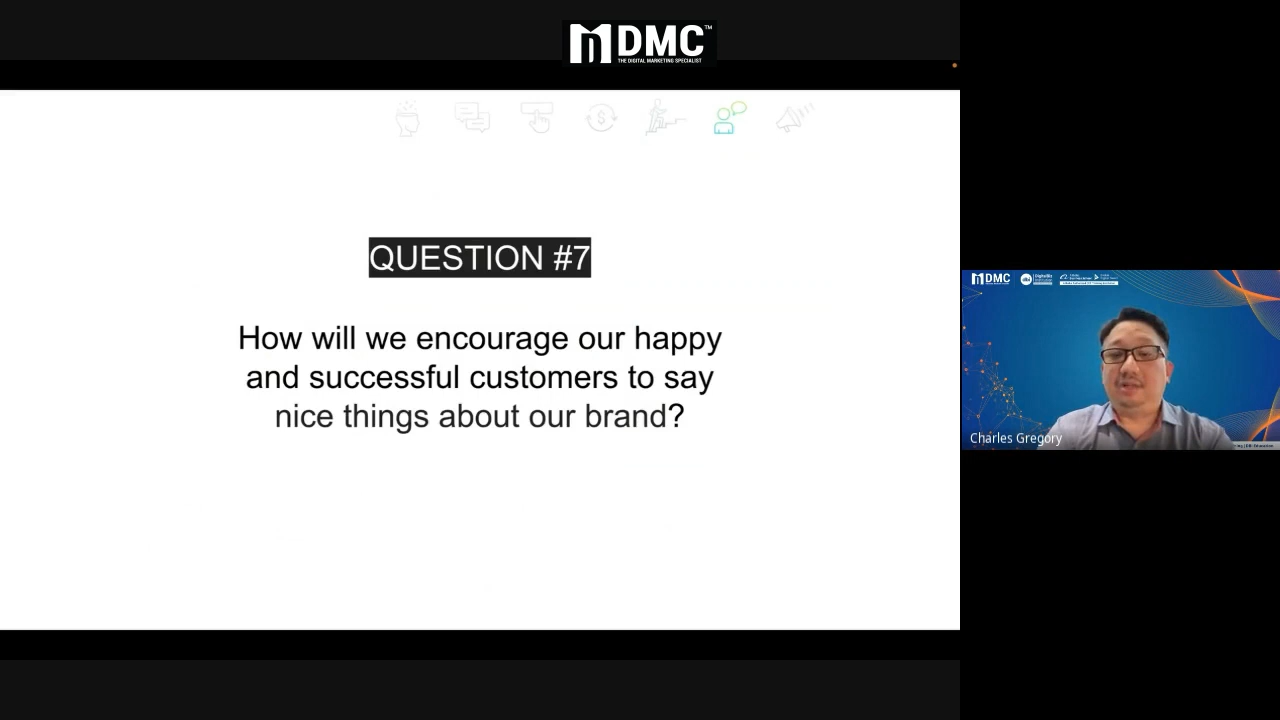 DMC™
THE DIGITAL MARKETING SPECIALIST
QUESTION #7
How will we encourage our happy
and successful customers to say
nice things about our brand?
DMC
Charles Gregory